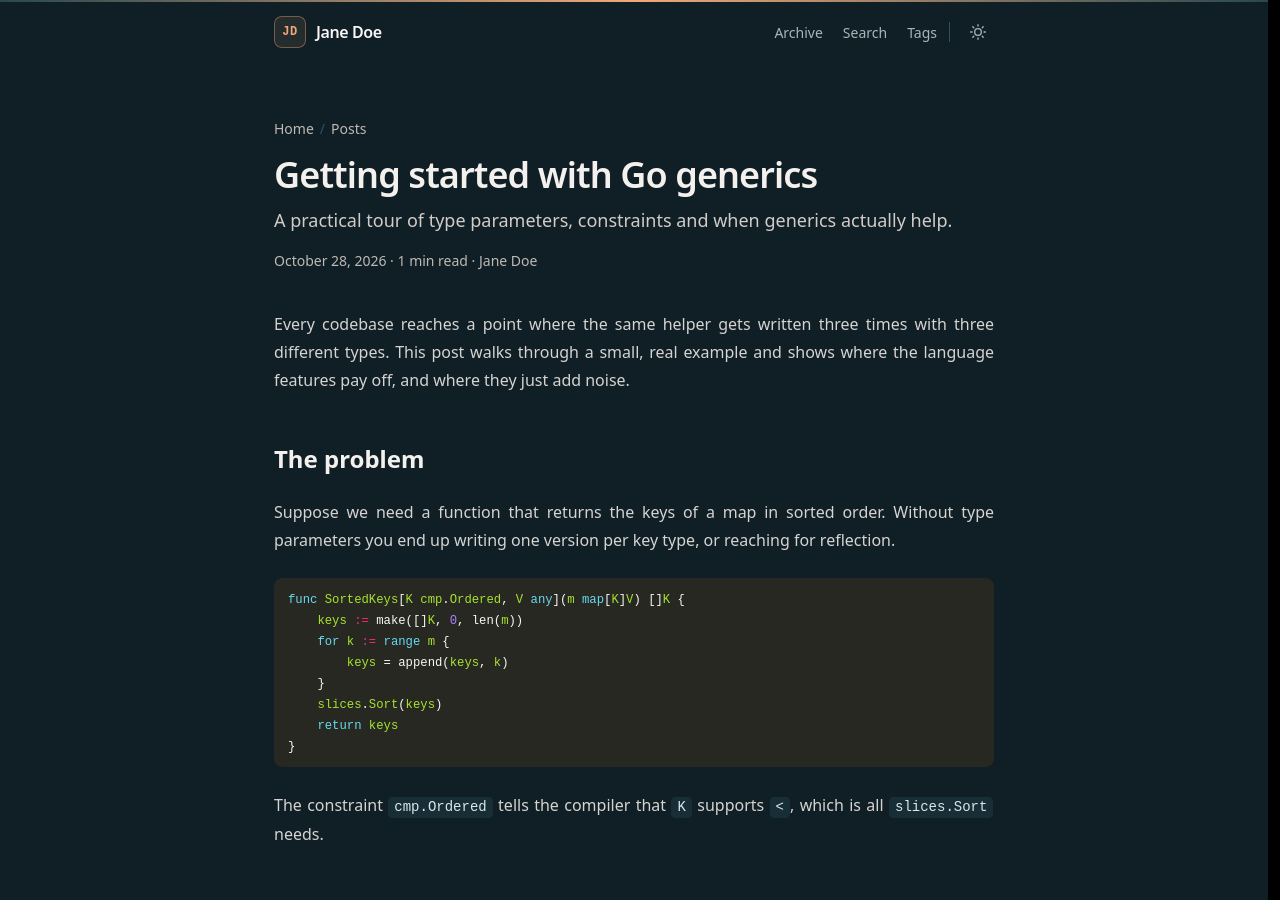 JD Jane Doe Archive Search Tags
Home / Posts
Getting started with Go generics
A practical tour of type parameters, constraints and when generics actually help.
October 28, 2026 · 1 min read · Jane Doe
Every codebase reaches a point where the same helper gets written three times with three
different types. This post walks through a small, real example and shows where the language
features pay off, and where they just add noise.
The problem
Suppose we need a function that returns the keys of a map in sorted order. Without type
parameters you end up writing one version per key type, or reaching for reflection.
func SortedKeys[K cmp.Ordered, V any](m map[K]V) []K {
    keys := make([]K, 0, len(m))
    for k := range m {
        keys = append(keys, k)
    }
    slices.Sort(keys)
    return keys
}
The constraint cmp.Ordered tells the compiler that K supports <, which is all slices.Sort
needs.